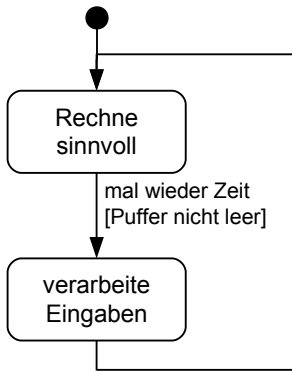 Rechne
sinnvoll
mal wieder Zeit
[Puffer nicht leer]
verarbeite
Eingaben